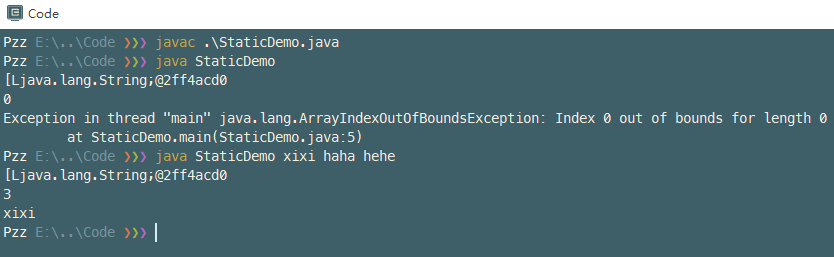 Code
Pzz E:\..\Code ❯❯❯ javac .\StaticDemo.java
Pzz E:\..\Code ❯❯❯ java StaticDemo
[Ljava.lang.String;@2ff4acd0
0
Exception in thread "main" java.lang.ArrayIndexOutOfBoundsException: Index 0 out of bounds for length 0
        at StaticDemo.main(StaticDemo.java:5)
Pzz E:\..\Code ❯❯❯ java StaticDemo xixi haha hehe
[Ljava.lang.String;@2ff4acd0
3
xixi
Pzz E:\..\Code ❯❯❯